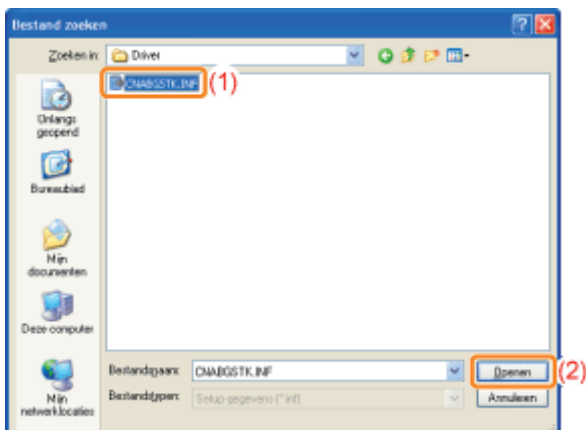 Bestand zoeken
Zoeken in: Driver
CNABGSTK.INF (1)
Onlangs
geopend
Bureaublad
Mijn
documenten
Deze computer
Mijn
netwerklocaties
Bestandsnaam: CNABGSTK.INF Openen (2)
Bestandstypen: Setup-gegevens (*.inf) Annuleren